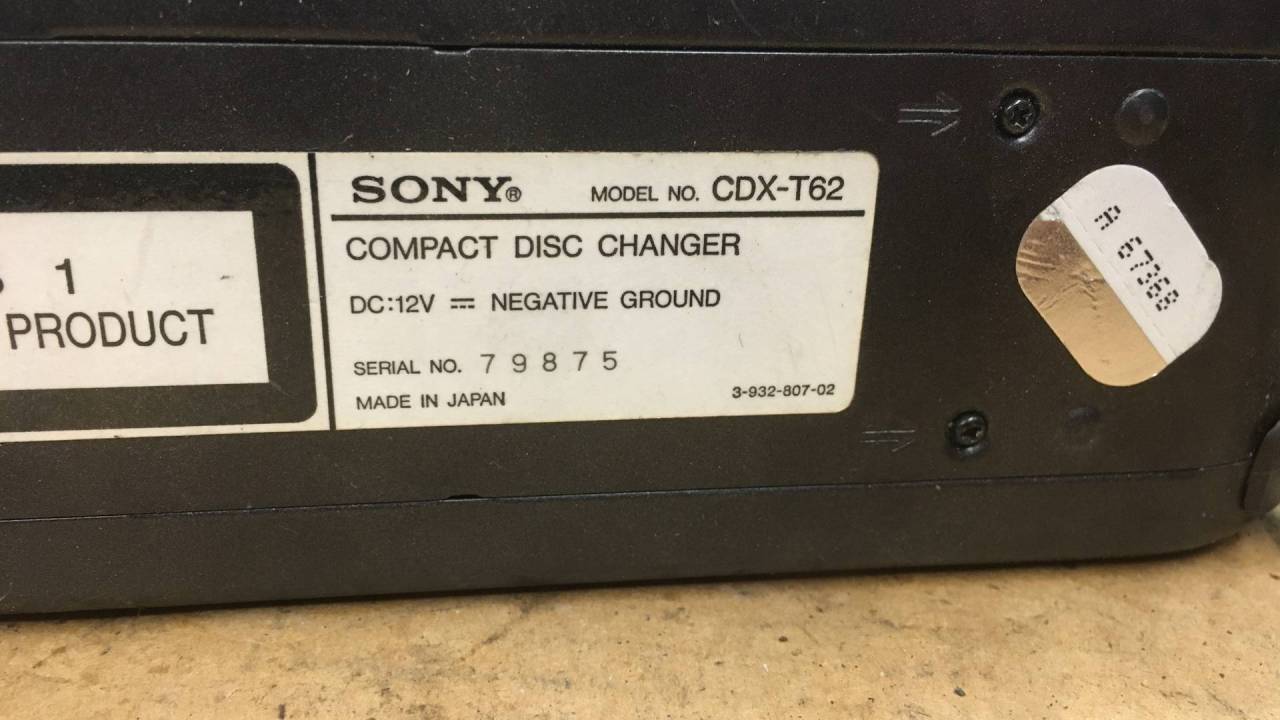 1
PRODUCT
SONY® MODEL NO. CDX-T62
COMPACT DISC CHANGER
DC:12V ⎓ NEGATIVE GROUND
SERIAL NO. 79875
MADE IN JAPAN 3-932-807-02
67368